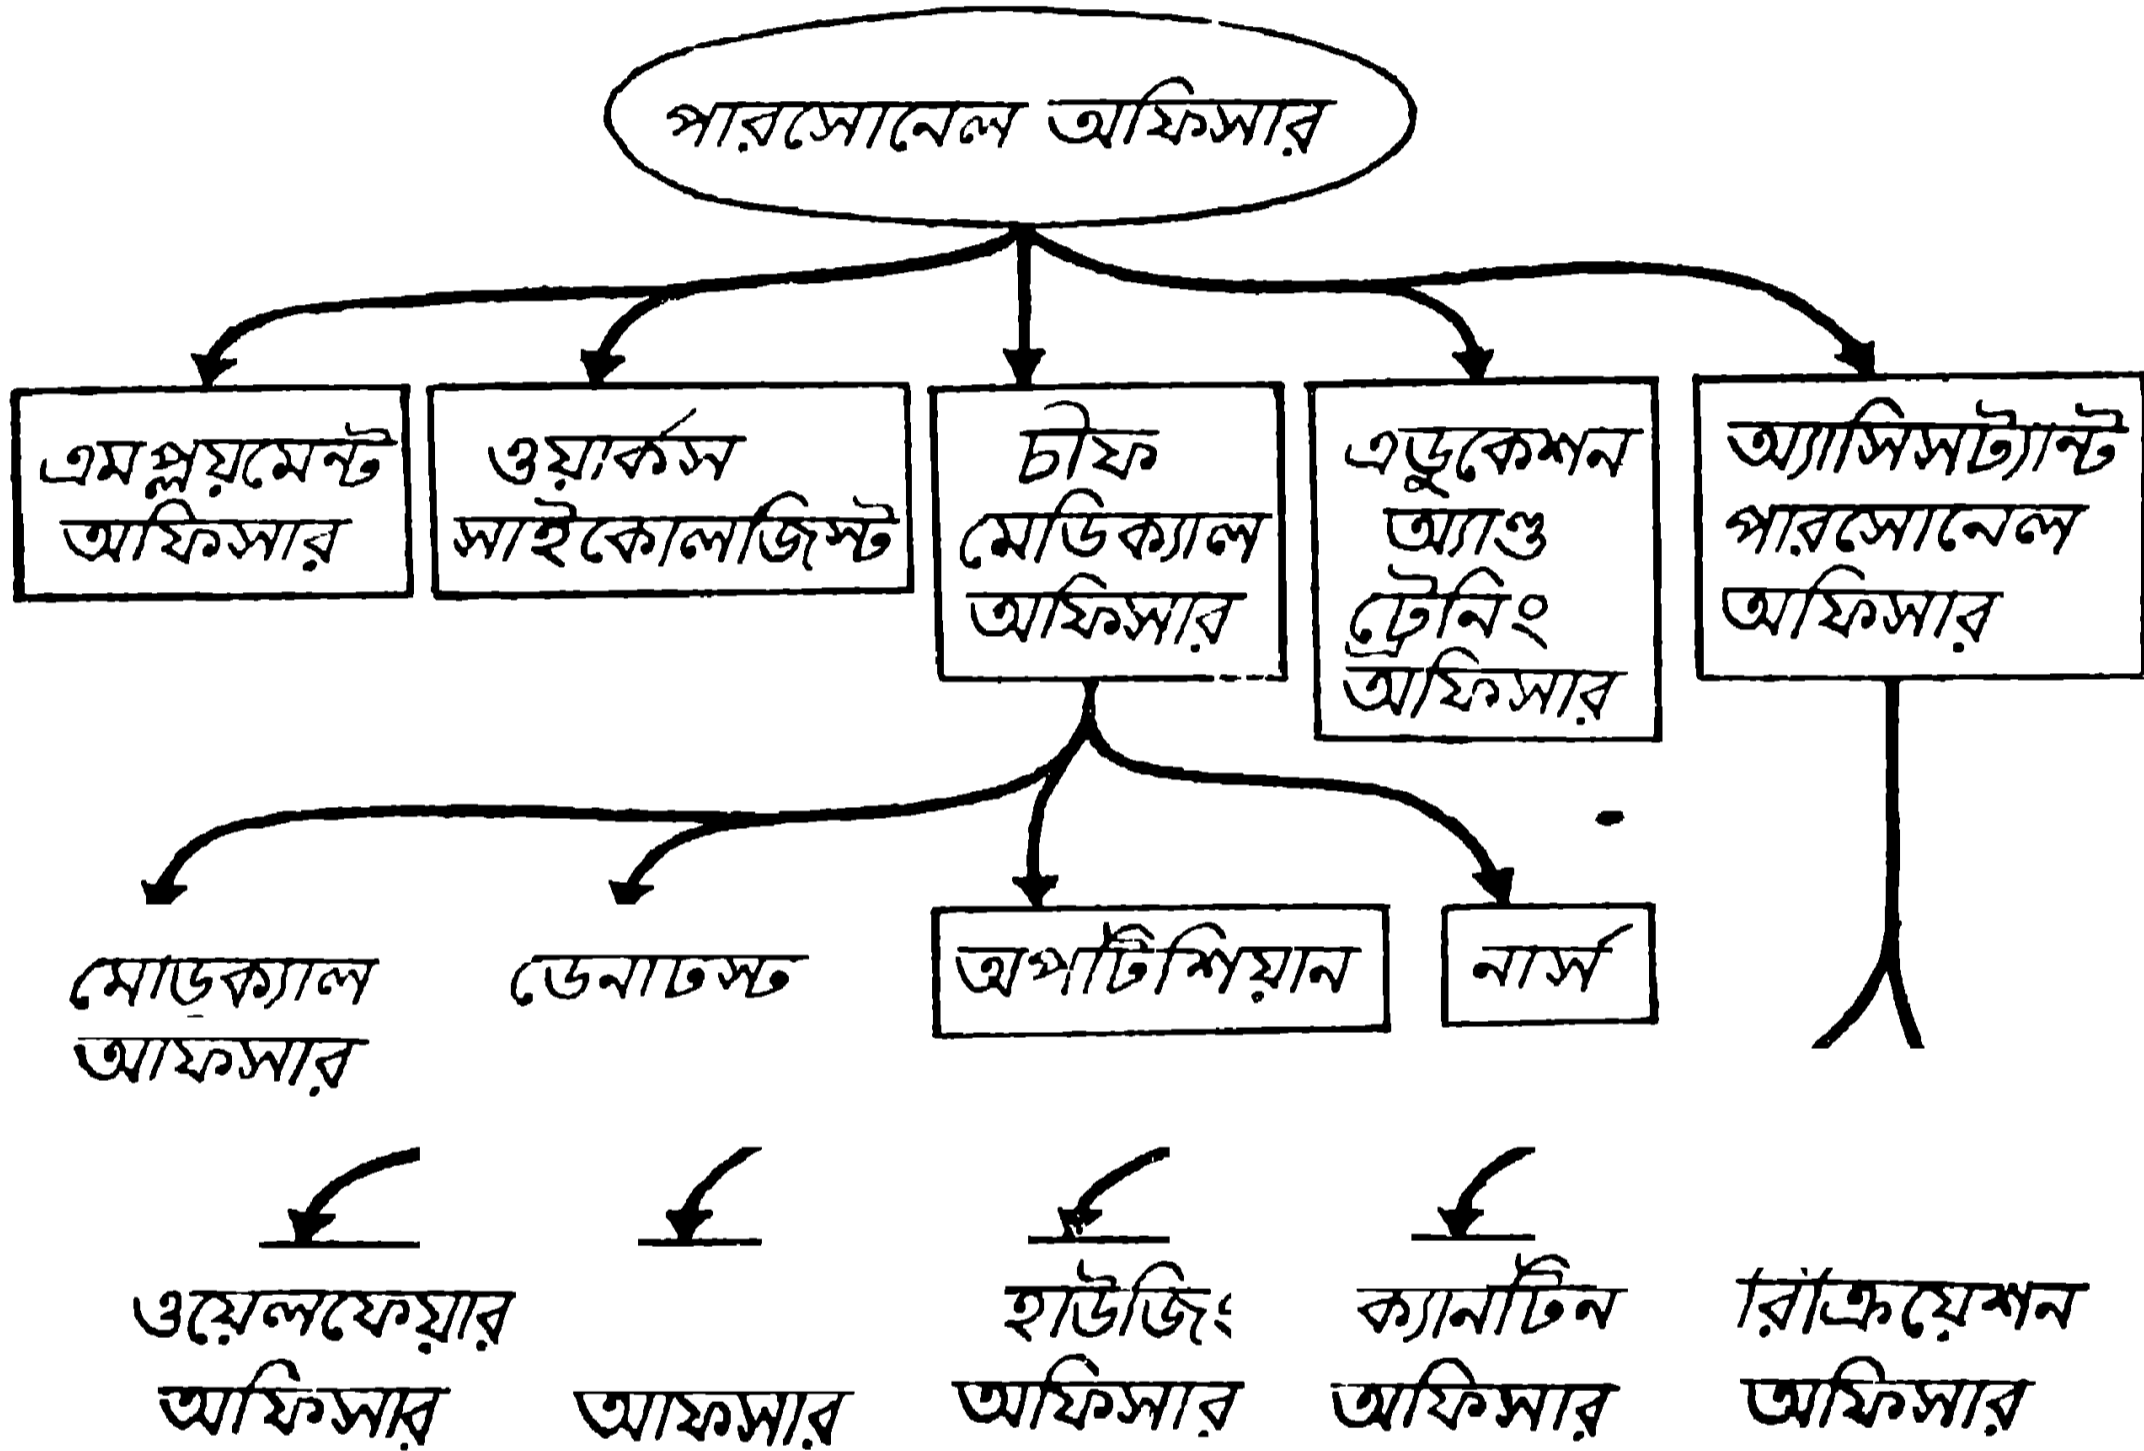 পারসোনেল অফিসার
এমপ্লয়মেন্ট
অফিসার
ওয়ার্কস
সাইকোলজিস্ট
চীফ
মেডিক্যাল
অফিসার
এডুকেশন
অ্যাণ্ড
ট্রেনিং
অফিসার
অ্যাসিসট্যান্ট
পারসোনেল
অফিসার
মেডিক্যাল
অফিসার
ডেনটিস্ট
অপটিশিয়ান
নার্স
ওয়েলফেয়ার
অফিসার
অফিসার
হাউজিং
অফিসার
ক্যানটিন
অফিসার
রিক্রিয়েশন
অফিসার